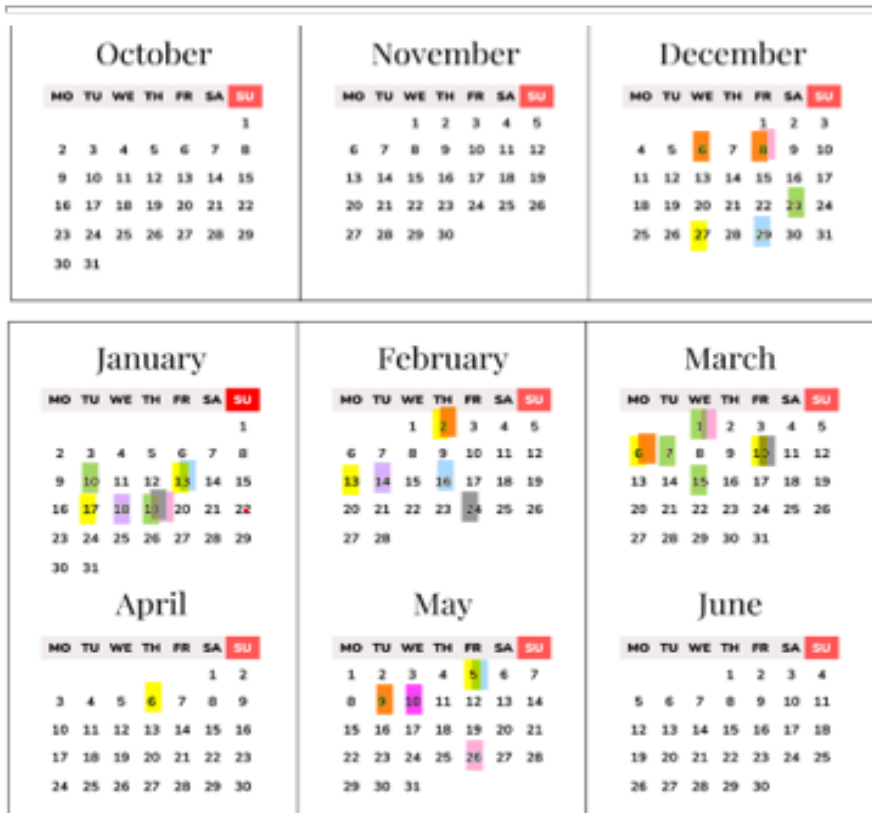 October
MO TU WE TH FR SA SU
1
2 3 4 5 6 7 8
9 10 11 12 13 14 15
16 17 18 19 20 21 22
23 24 25 26 27 28 29
30 31
November
MO TU WE TH FR SA SU
1 2 3 4 5
6 7 8 9 10 11 12
13 14 15 16 17 18 19
20 21 22 23 24 25 26
27 28 29 30
December
MO TU WE TH FR SA SU
1 2 3
4 5 6 7 8 9 10
11 12 13 14 15 16 17
18 19 20 21 22 23 24
25 26 27 28 29 30 31
January
MO TU WE TH FR SA SU
1
2 3 4 5 6 7 8
9 10 11 12 13 14 15
16 17 18 19 20 21 22
23 24 25 26 27 28 29
30 31
February
MO TU WE TH FR SA SU
1 2 3 4 5
6 7 8 9 10 11 12
13 14 15 16 17 18 19
20 21 22 23 24 25 26
27 28
March
MO TU WE TH FR SA SU
1 2 3 4 5
6 7 8 9 10 11 12
13 14 15 16 17 18 19
20 21 22 23 24 25 26
27 28 29 30 31
April
MO TU WE TH FR SA SU
1 2
3 4 5 6 7 8 9
10 11 12 13 14 15 16
17 18 19 20 21 22 23
24 25 26 27 28 29 30
May
MO TU WE TH FR SA SU
1 2 3 4 5 6 7
8 9 10 11 12 13 14
15 16 17 18 19 20 21
22 23 24 25 26 27 28
29 30 31
June
MO TU WE TH FR SA SU
1 2 3 4
5 6 7 8 9 10 11
12 13 14 15 16 17 18
19 20 21 22 23 24 25
26 27 28 29 30